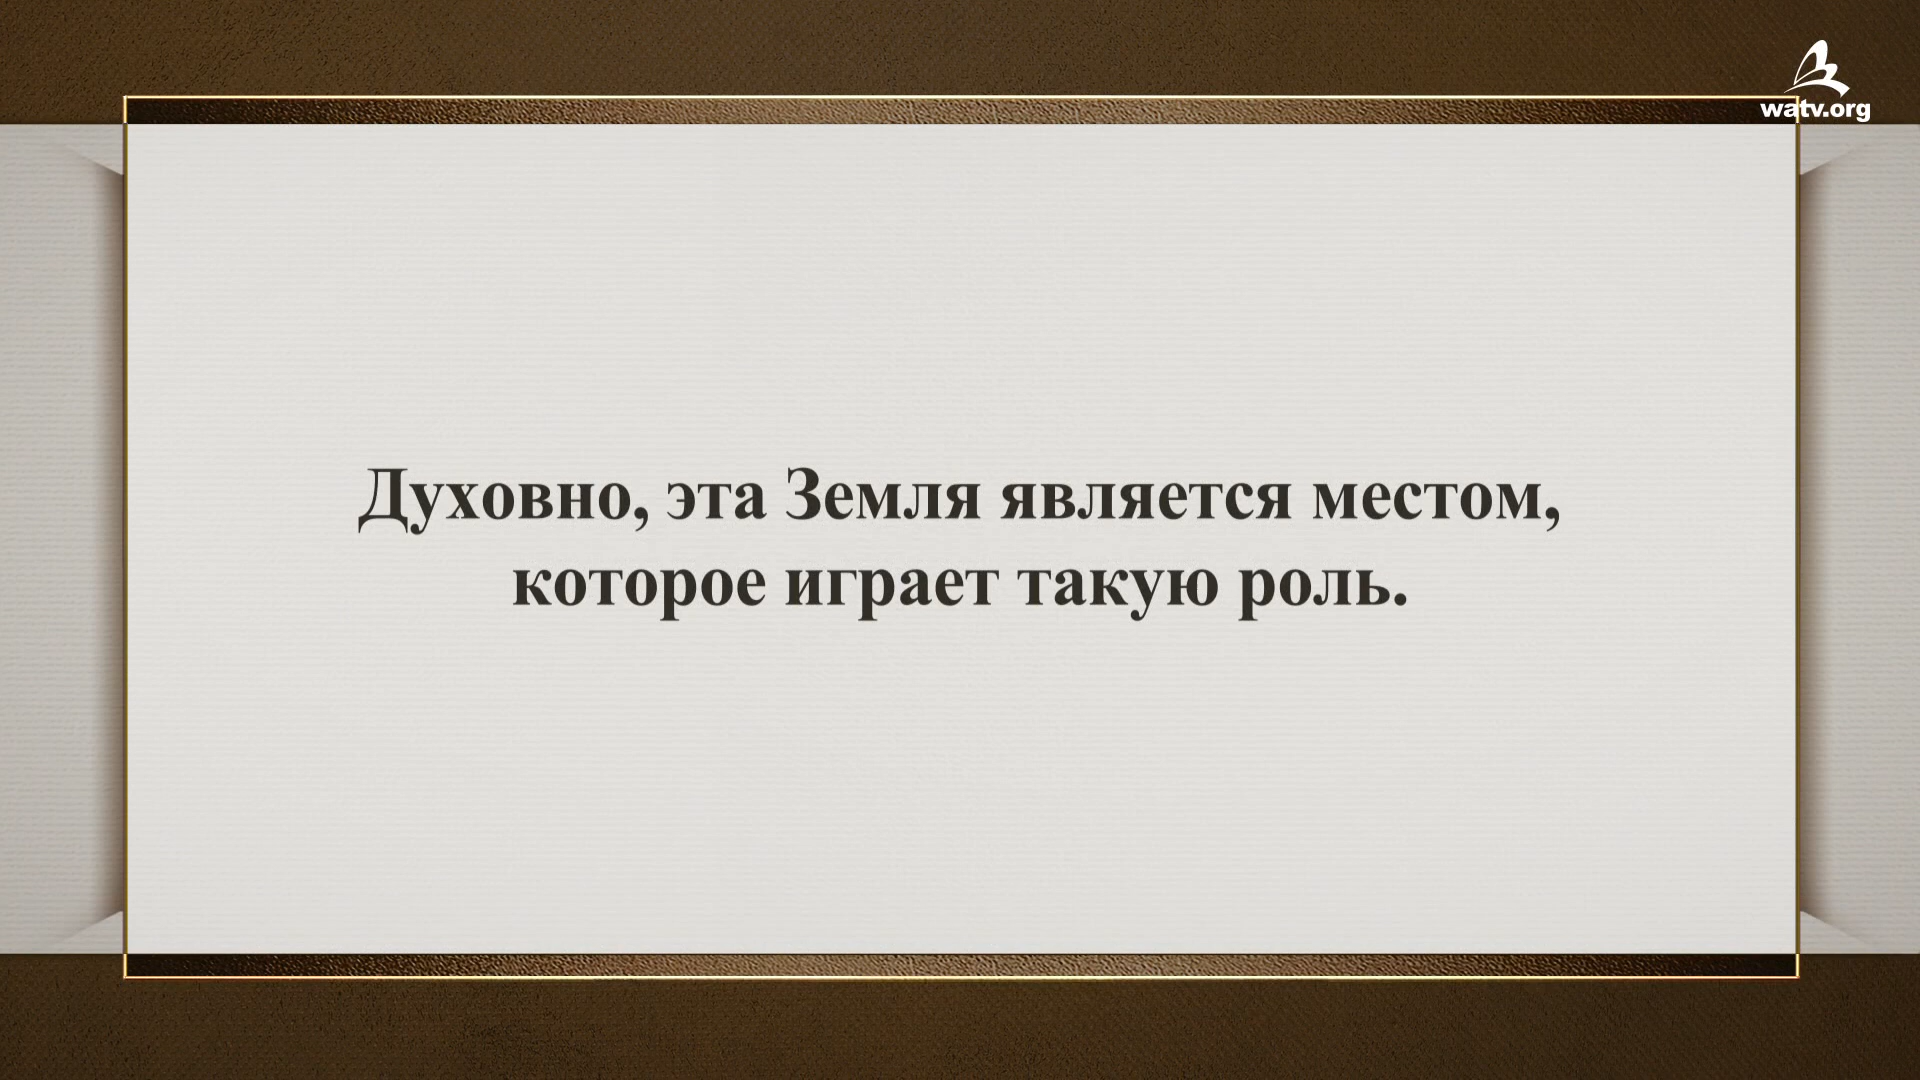 watv.org
Духовно, эта Земля является местом,
которое играет такую роль.